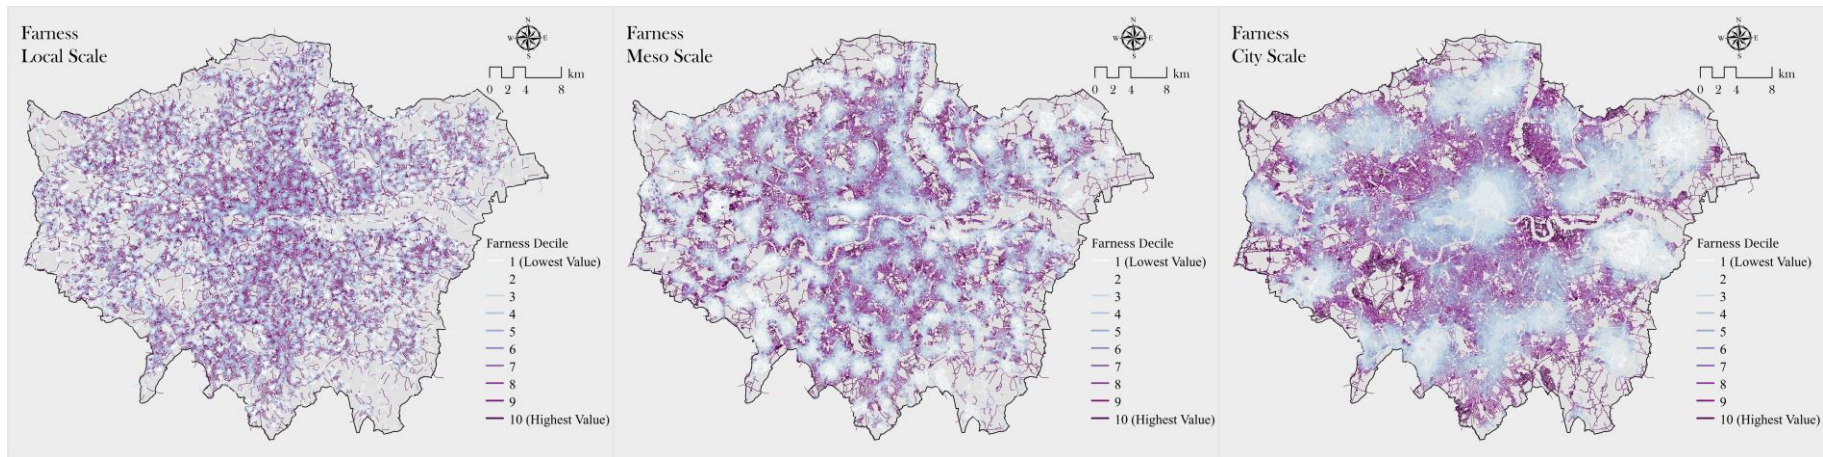 Farness
Local Scale
N
W E
S
km
0 2 4 8
Farness Decile
1 (Lowest Value)
2
3
4
5
6
7
8
9
10 (Highest Value)
Farness
Meso Scale
N
W E
S
km
0 2 4 8
Farness Decile
1 (Lowest Value)
2
3
4
5
6
7
8
9
10 (Highest Value)
Farness
City Scale
N
W E
S
km
0 2 4 8
Farness Decile
1 (Lowest Value)
2
3
4
5
6
7
8
9
10 (Highest Value)